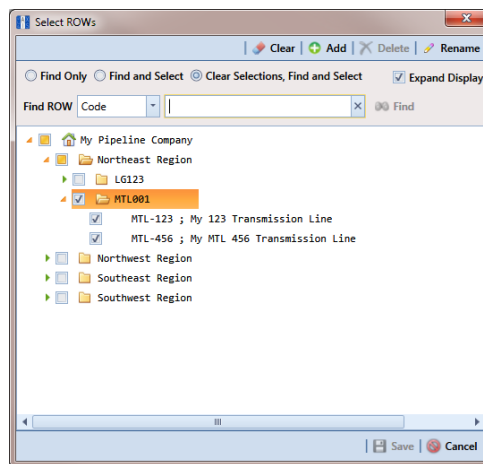 Select ROWs
Clear Add Delete Rename
Find Only Find and Select Clear Selections, Find and Select Expand Display
Find ROW Code Find
My Pipeline Company
Northeast Region
LG123
MTL001
MTL-123 ; My 123 Transmission Line
MTL-456 ; My MTL 456 Transmission Line
Northwest Region
Southeast Region
Southwest Region
Save Cancel